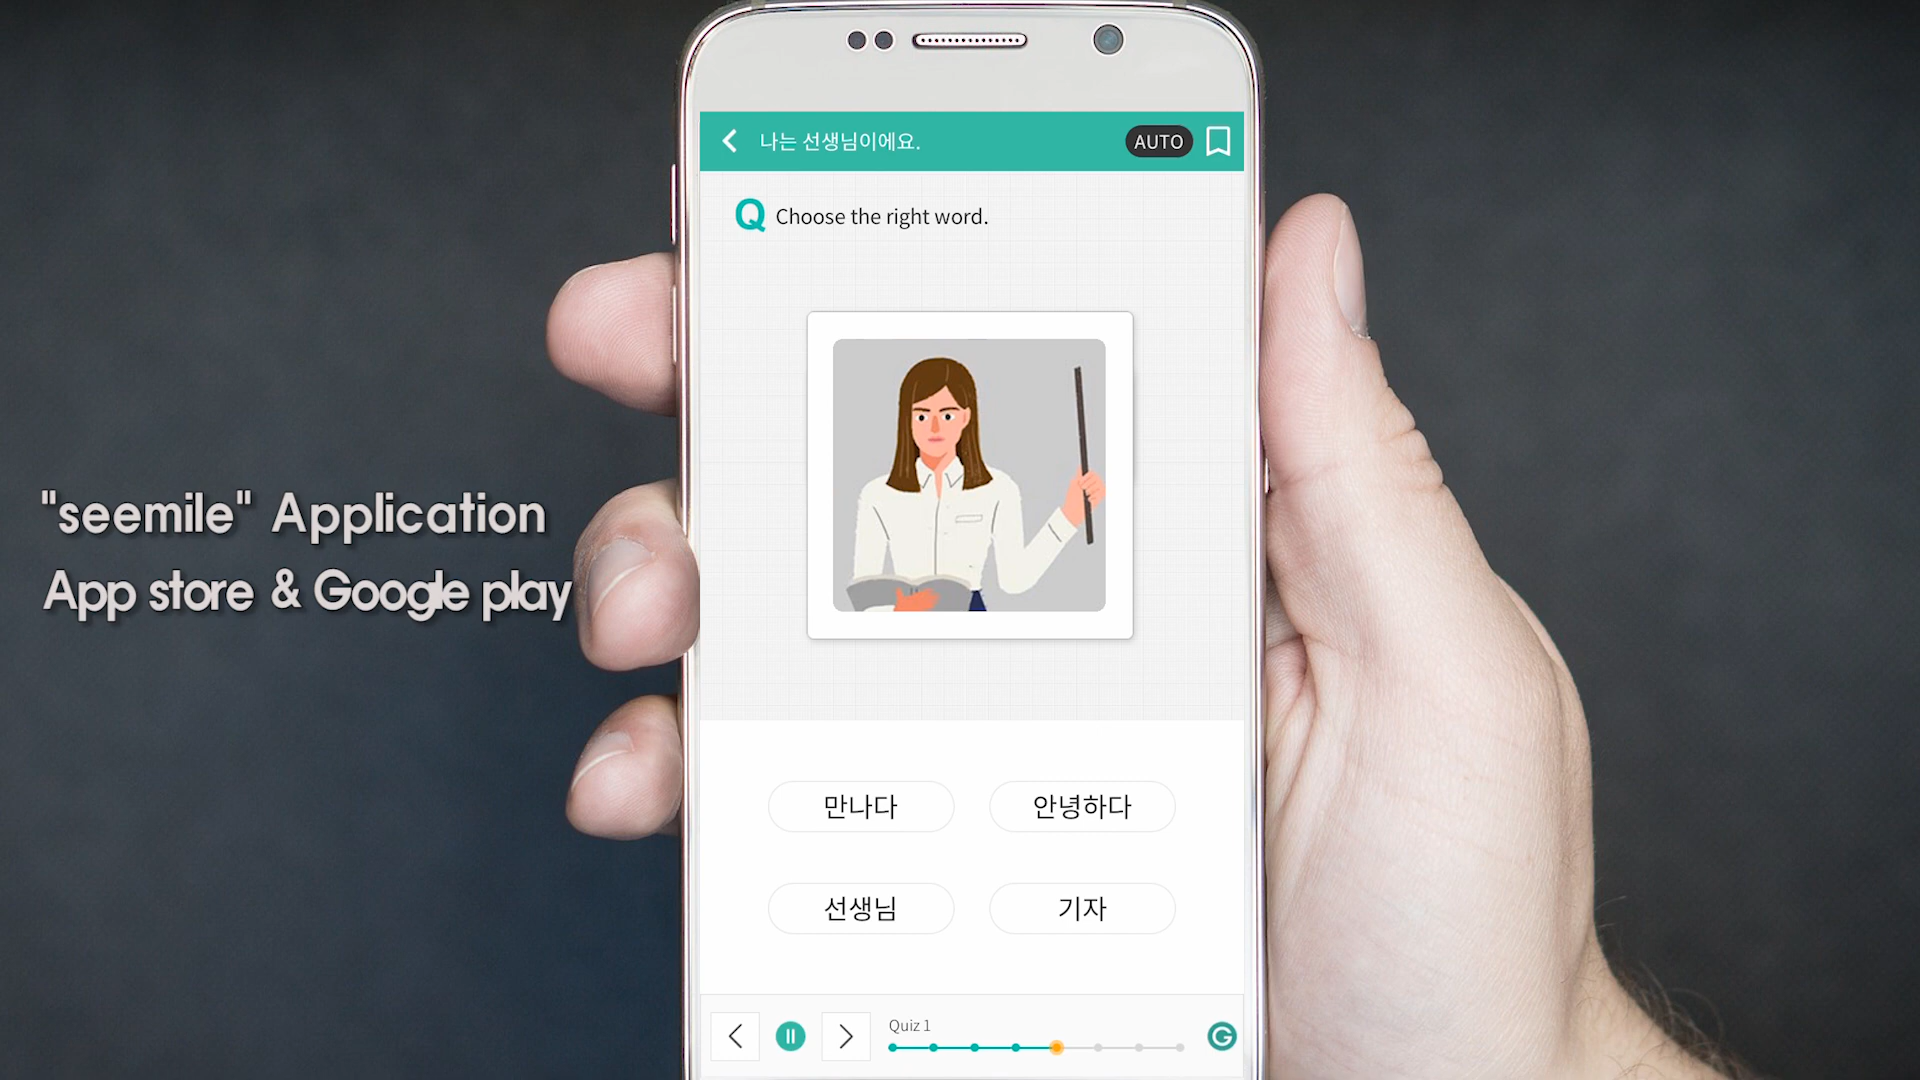 나는 선생님이에요.
AUTO
Q Choose the right word.
"seemile" Application
App store & Google play
만나다
안녕하다
선생님
기자
Quiz 1
G